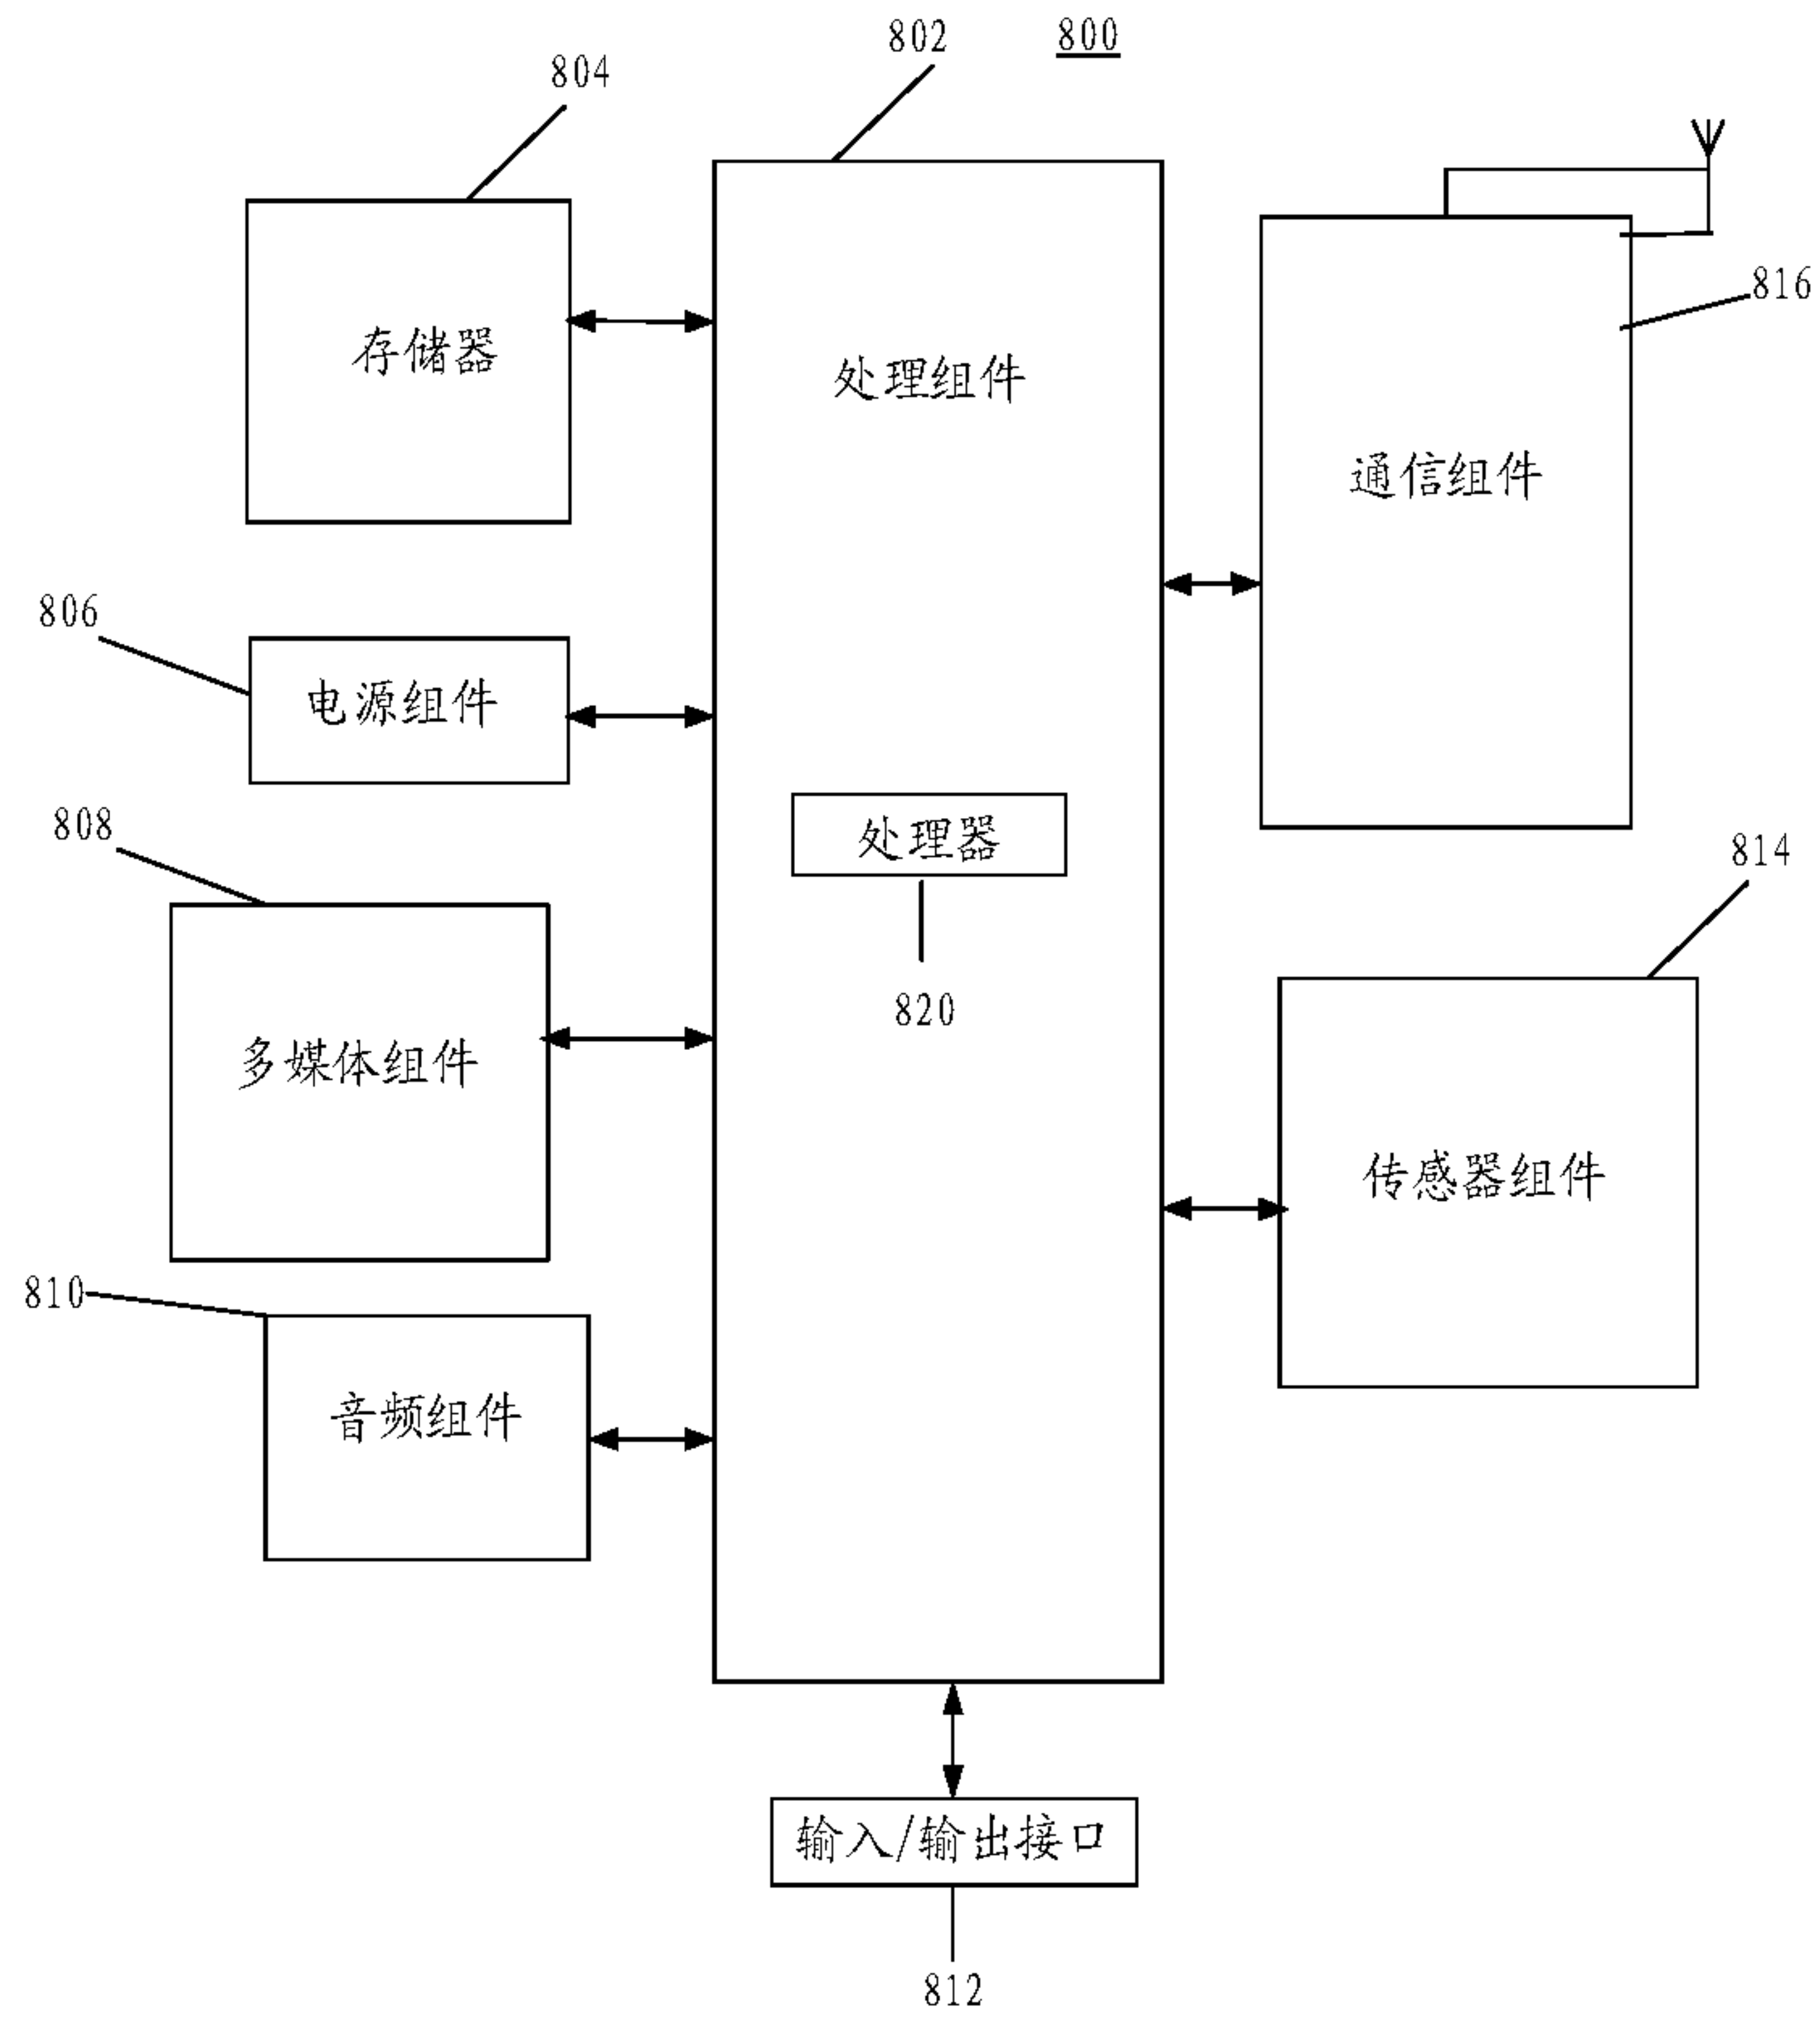 802
800
804
存储器
处理组件
816
通信组件
806
电源组件
808
处理器
814
820
多媒体组件
传感器组件
810
音频组件
输入/输出接口
812